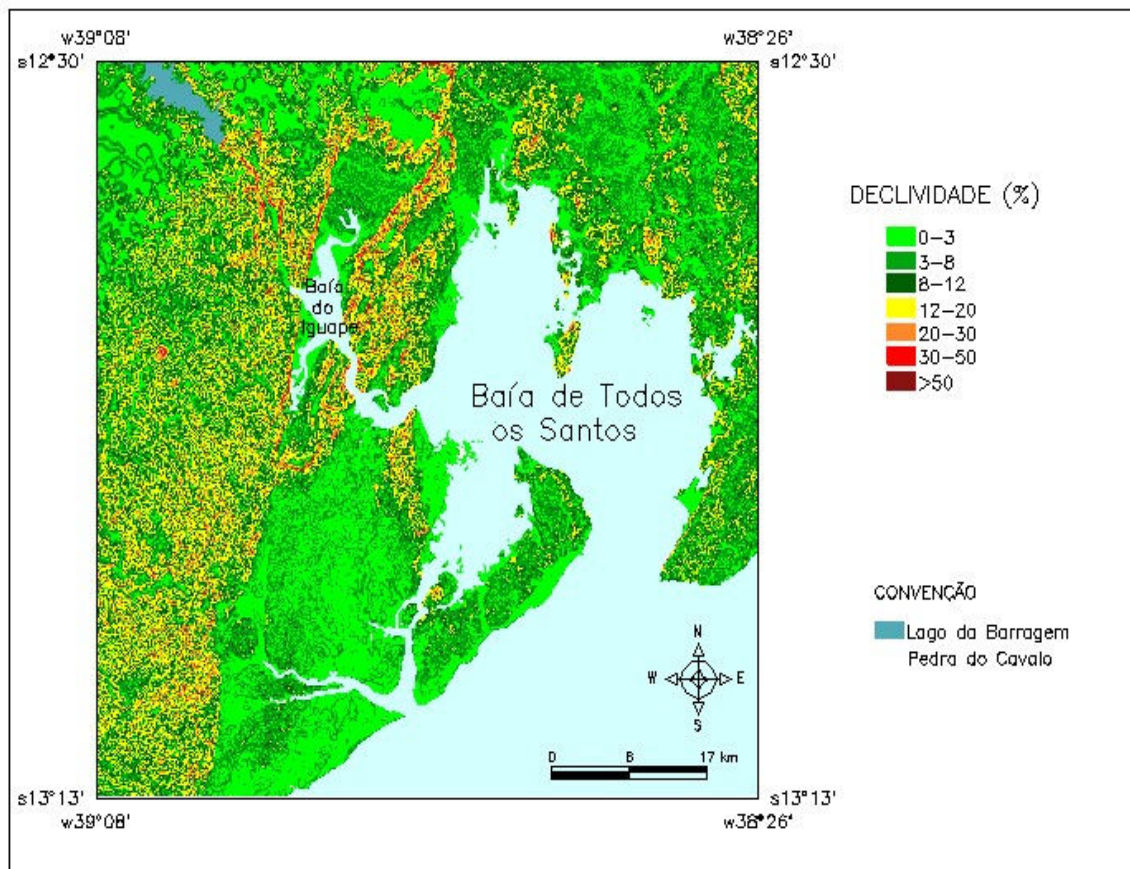 w39°08'
w38°26'
s12°30'
s12°30'
DECLIVIDADE (%)
0-3
3-8
8-12
12-20
20-30
30-50
>50
Baía
do
Iguape
Baía de Todos
os Santos
CONVENÇÃO
Lago da Barragem
Pedra do Cavalo
N
W
E
S
0
8
17 km
s13°13'
s13°13'
w39°08'
w38°26'